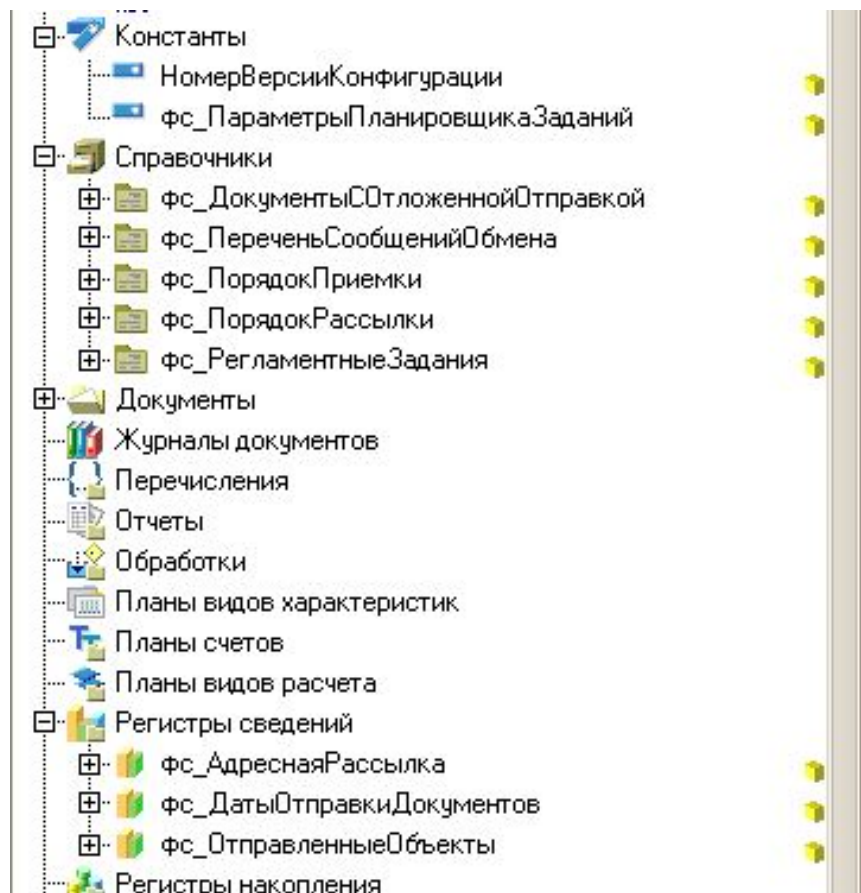 Константы
НомерВерсииКонфигурации
фс_ПараметрыПланировщикаЗаданий
Справочники
фс_ДокументыСОтложеннойОтправкой
фс_ПереченьСообщенийОбмена
фс_ПорядокПриемки
фс_ПорядокРассылки
фс_РегламентныеЗадания
Документы
Журналы документов
Перечисления
Отчеты
Обработки
Планы видов характеристик
Планы счетов
Планы видов расчета
Регистры сведений
фс_АдреснаяРассылка
фс_ДатыОтправкиДокументов
фс_ОтправленныеОбъекты
Регистры накопления